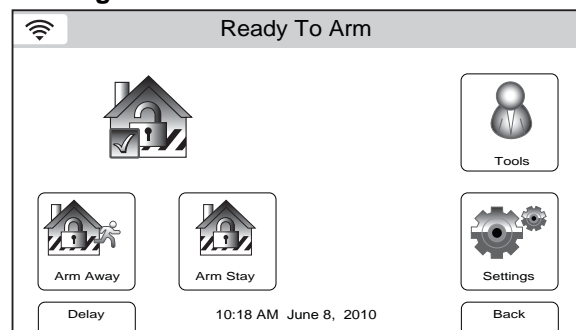 Ready To Arm
Tools
Arm Away
Arm Stay
Settings
Delay
10:18 AM June 8, 2010
Back